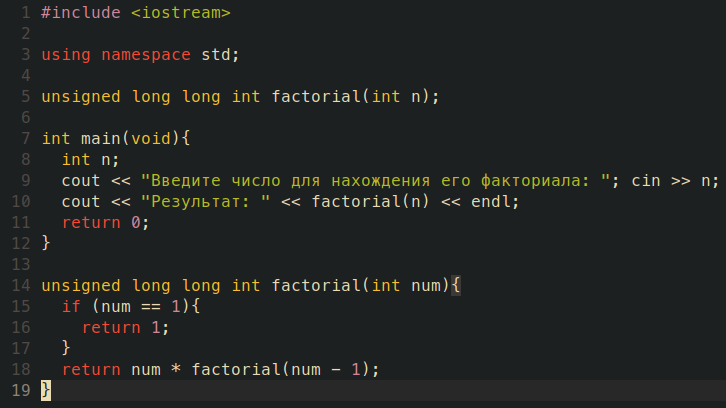 1 #include <iostream>
2
3 using namespace std;
4
5 unsigned long long int factorial(int n);
6
7 int main(void){
8   int n;
9   cout << "Введите число для нахождения его факториала: "; cin >> n;
10   cout << "Результат: " << factorial(n) << endl;
11   return 0;
12 }
13
14 unsigned long long int factorial(int num){
15   if (num == 1){
16     return 1;
17   }
18   return num * factorial(num - 1);
19 }